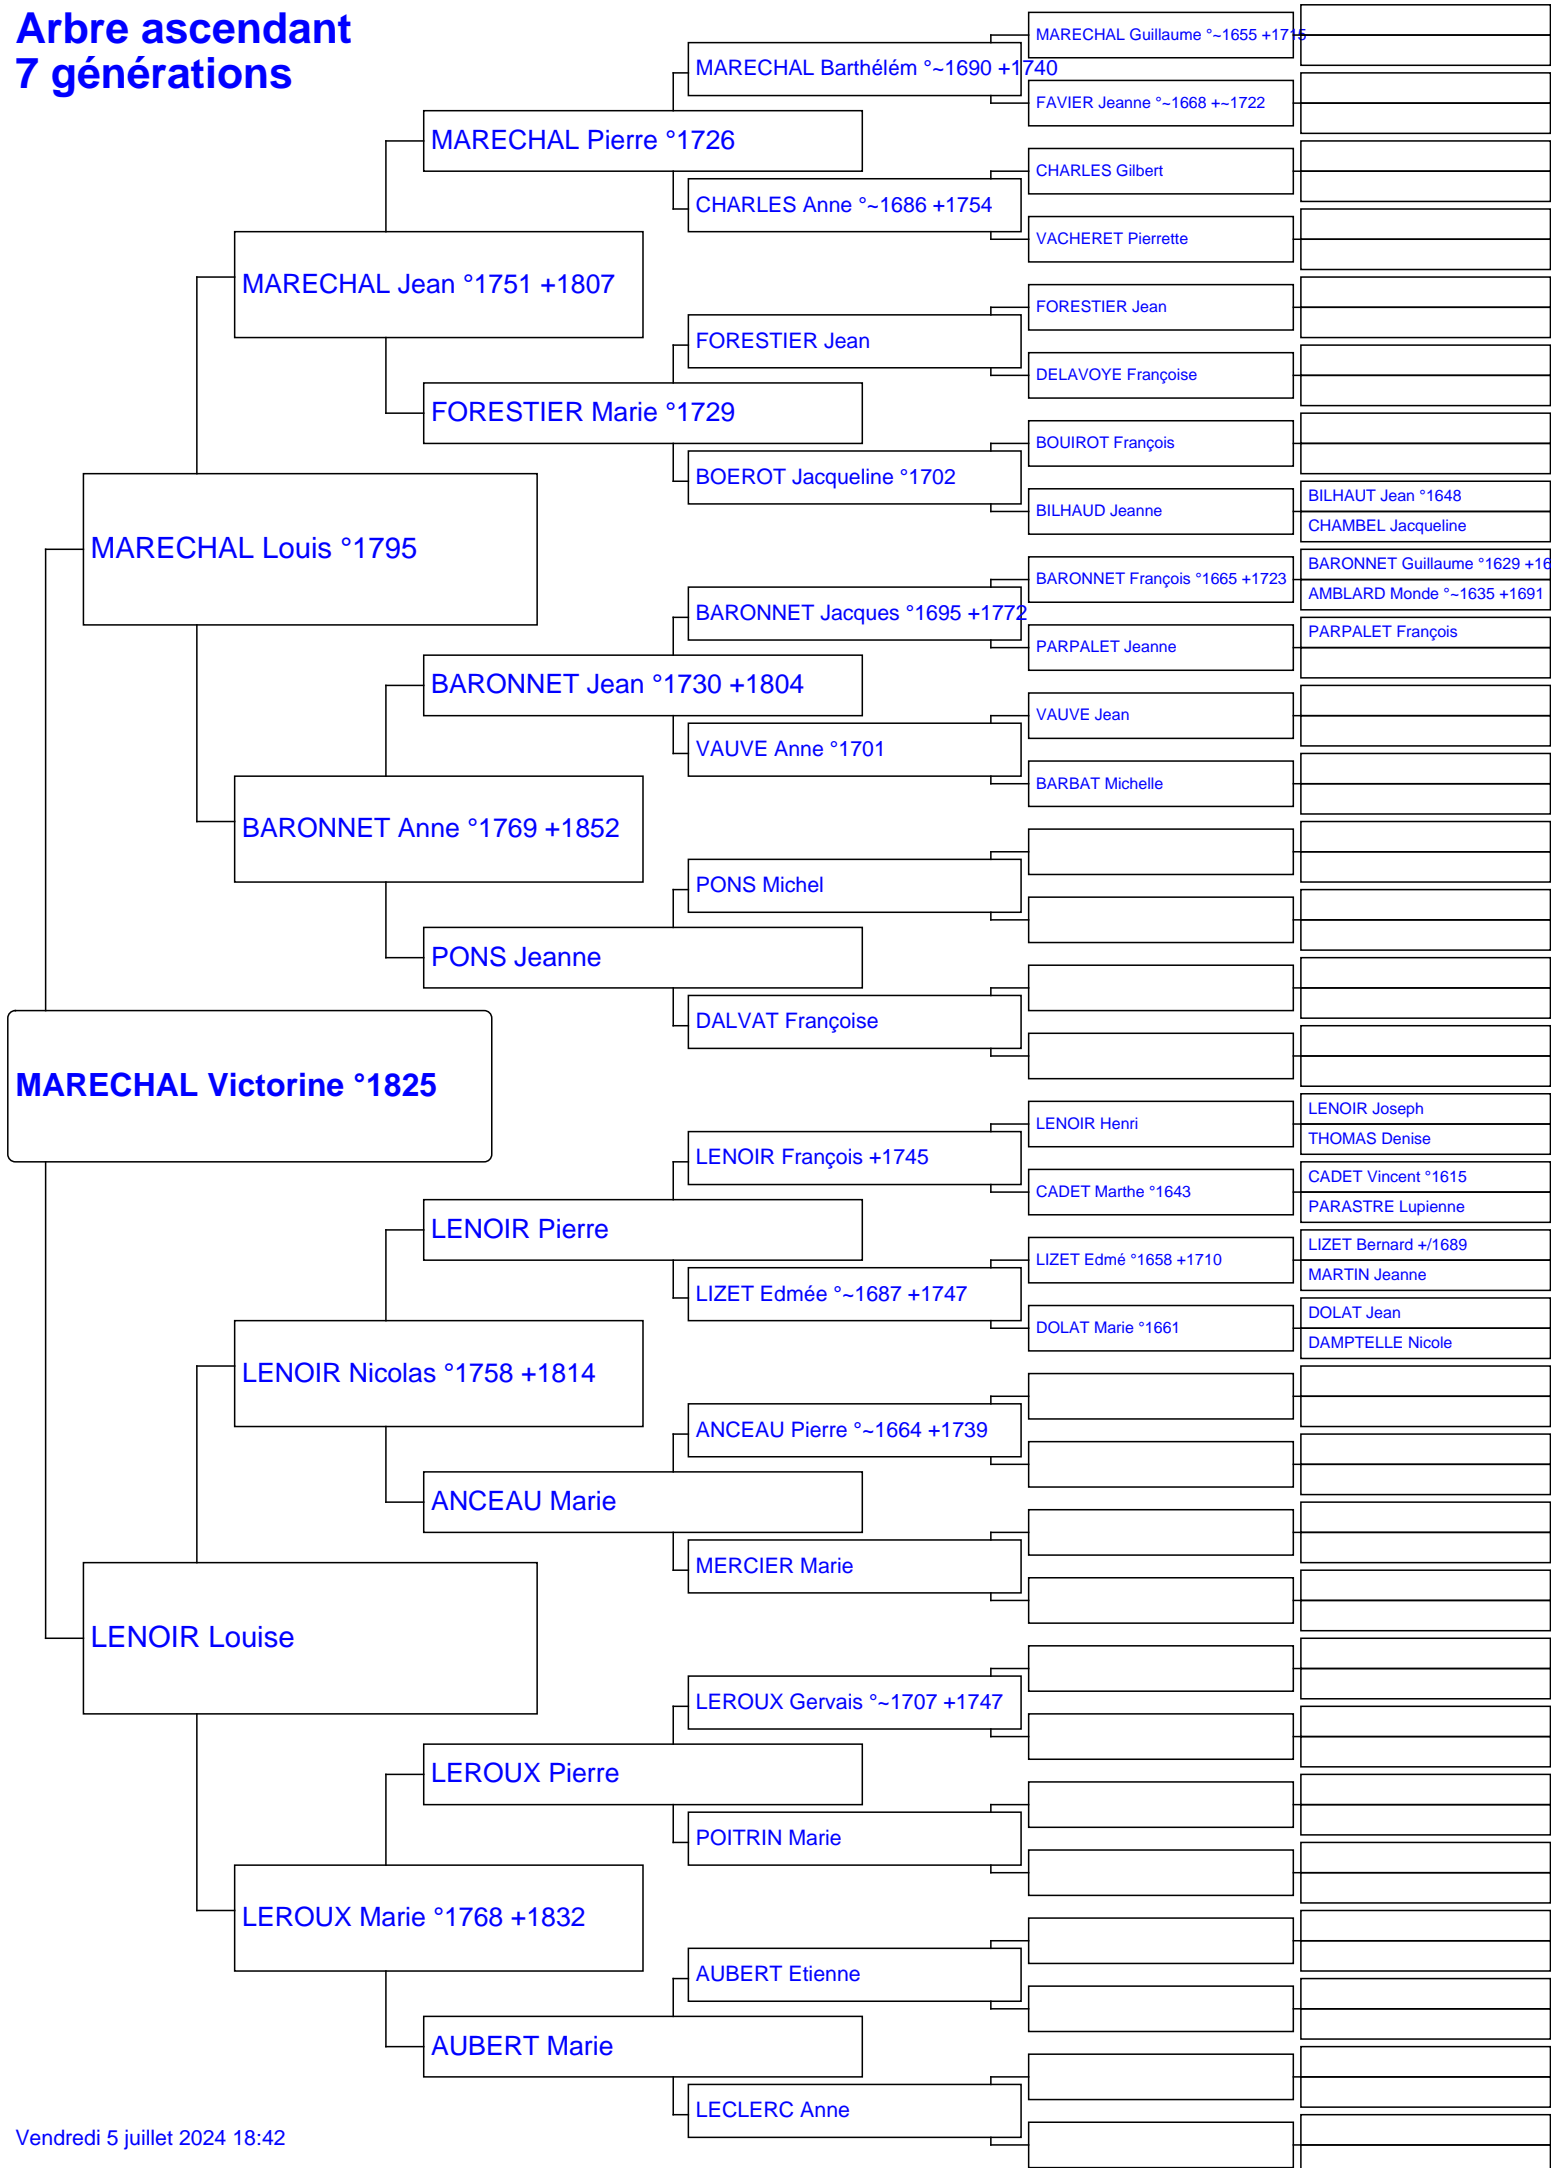 Arbre ascendant
7 générations
MARECHAL Guillaume °~1655 +1715
MARECHAL Barthélém °~1690 +1740
FAVIER Jeanne °~1668 +~1722
MARECHAL Pierre °1726
CHARLES Gilbert
CHARLES Anne °~1686 +1754
VACHERET Pierrette
MARECHAL Jean °1751 +1807
FORESTIER Jean
FORESTIER Jean
DELAVOYE Françoise
FORESTIER Marie °1729
BOUIROT François
BOEROT Jacqueline °1702
BILHAUT Jean °1648
BILHAUD Jeanne
CHAMBEL Jacqueline
MARECHAL Louis °1795
BARONNET Guillaume °1629 +16
BARONNET François °1665 +1723
AMBLARD Monde °~1635 +1691
BARONNET Jacques °1695 +1772
PARPALET François
PARPALET Jeanne
BARONNET Jean °1730 +1804
VAUVE Jean
VAUVE Anne °1701
BARBAT Michelle
BARONNET Anne °1769 +1852
PONS Michel
PONS Jeanne
DALVAT Françoise
MARECHAL Victorine °1825
LENOIR Joseph
LENOIR Henri
THOMAS Denise
LENOIR François +1745
CADET Vincent °1615
CADET Marthe °1643
PARASTRE Lupienne
LENOIR Pierre
LIZET Bernard +/1689
LIZET Edmé °1658 +1710
MARTIN Jeanne
LIZET Edmée °~1687 +1747
DOLAT Jean
DOLAT Marie °1661
DAMPTELLE Nicole
LENOIR Nicolas °1758 +1814
ANCEAU Pierre °~1664 +1739
ANCEAU Marie
MERCIER Marie
LENOIR Louise
LEROUX Gervais °~1707 +1747
LEROUX Pierre
POITRIN Marie
LEROUX Marie °1768 +1832
AUBERT Etienne
AUBERT Marie
LECLERC Anne
Vendredi 5 juillet 2024 18:42